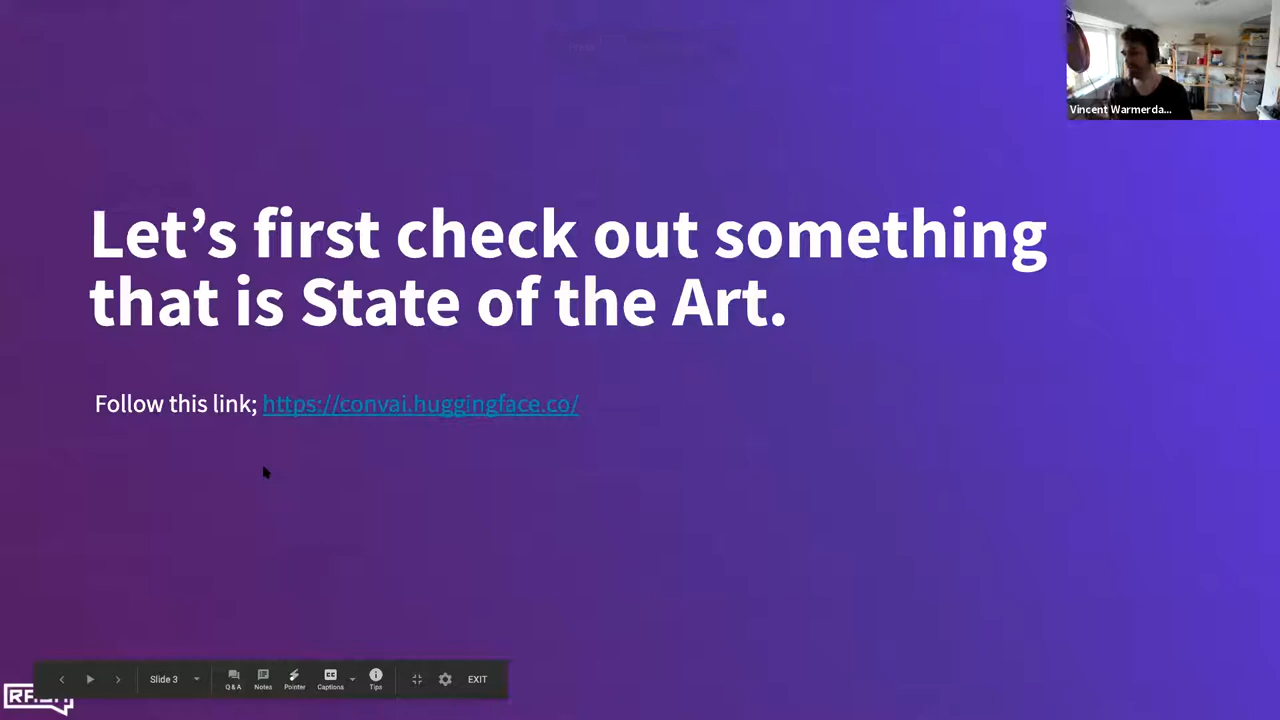 Vincent Warmerda...
Let’s first check out something
that is State of the Art.
Follow this link; https://convai.huggingface.co/
Slide 3
Q&A
Notes
Pointer
Captions
Tips
EXIT